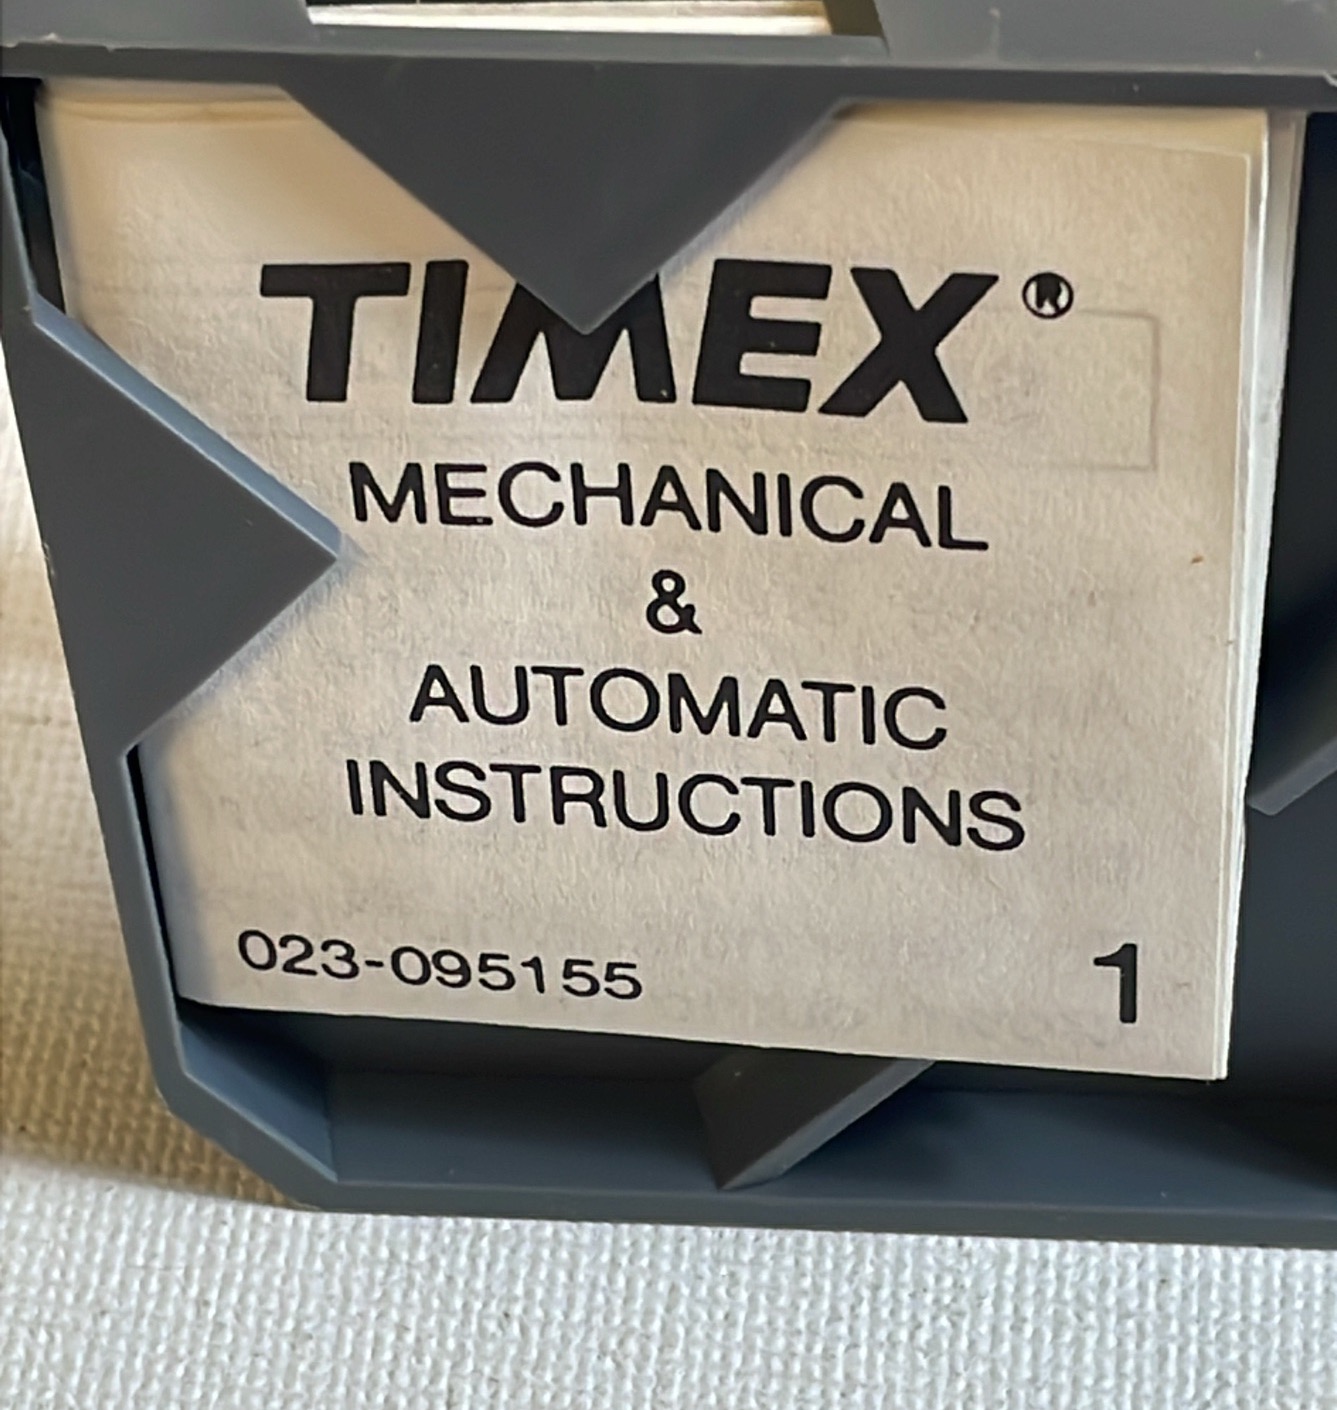 TIMEX®
MECHANICAL
&
AUTOMATIC
INSTRUCTIONS
023-095155
1